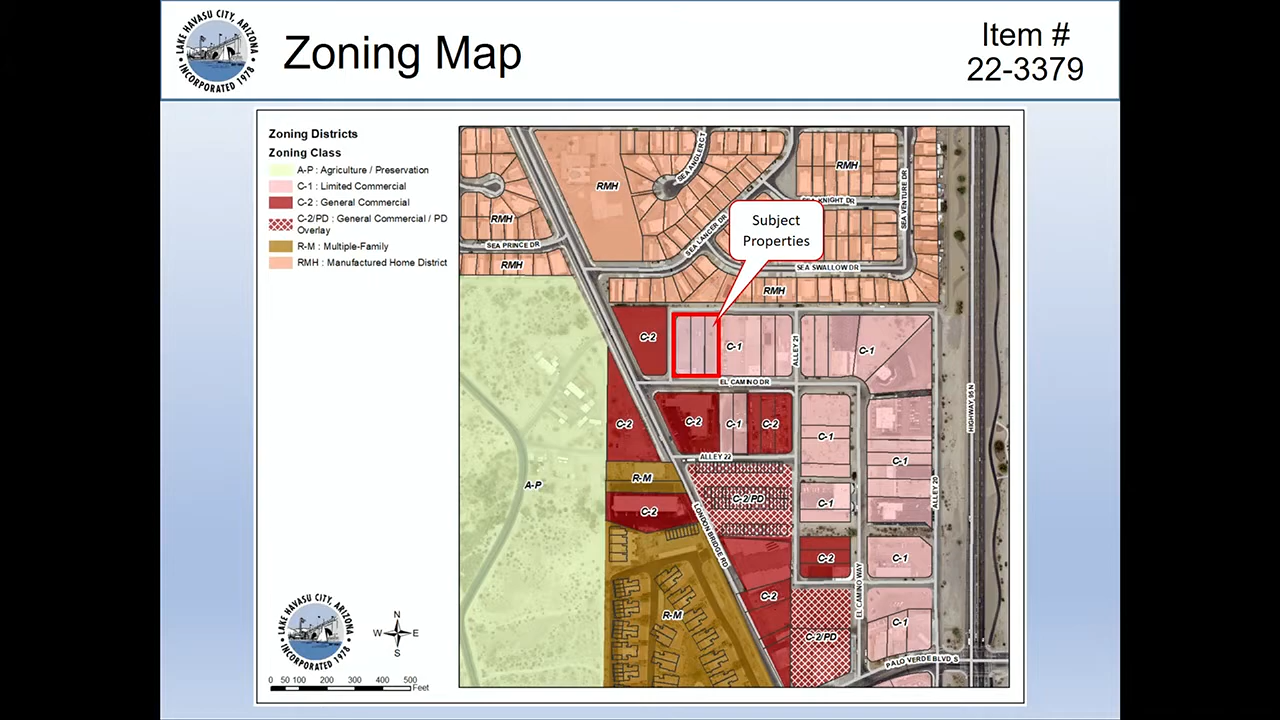 LAKE HAVASU CITY, ARIZONA
INCORPORATED 1978
Zoning Map
Item #
22-3379
Zoning Districts
Zoning Class
A-P : Agriculture / Preservation
C-1 : Limited Commercial
C-2 : General Commercial
C-2/PD : General Commercial / PD
Overlay
R-M : Multiple-Family
RMH : Manufactured Home District
SEA ANGLER CT
RMH
RMH
SEA VENTURE DR
SEA KNIGHT DR
RMH
Subject
Properties
SEA LANCER DR
SEA PRINCE DR
RMH
SEA SWALLOW DR
RMH
C-2
C-1
ALLEY 21
C-1
EL CAMINO DR
HIGHWAY 95 N
C-2
C-2
C-1
C-2
C-1
ALLEY 22
C-1
R-M
A-P
ALLEY 20
C-2/PD
C-1
C-2
LONDON BRIDGE RD
C-2
C-1
EL CAMINO WAY
C-2
R-M
C-1
C-2/PD
PALO VERDE BLVD S
LAKE HAVASU CITY, ARIZONA
INCORPORATED 1978
N
W E
S
0 50 100 200 300 400 500
Feet